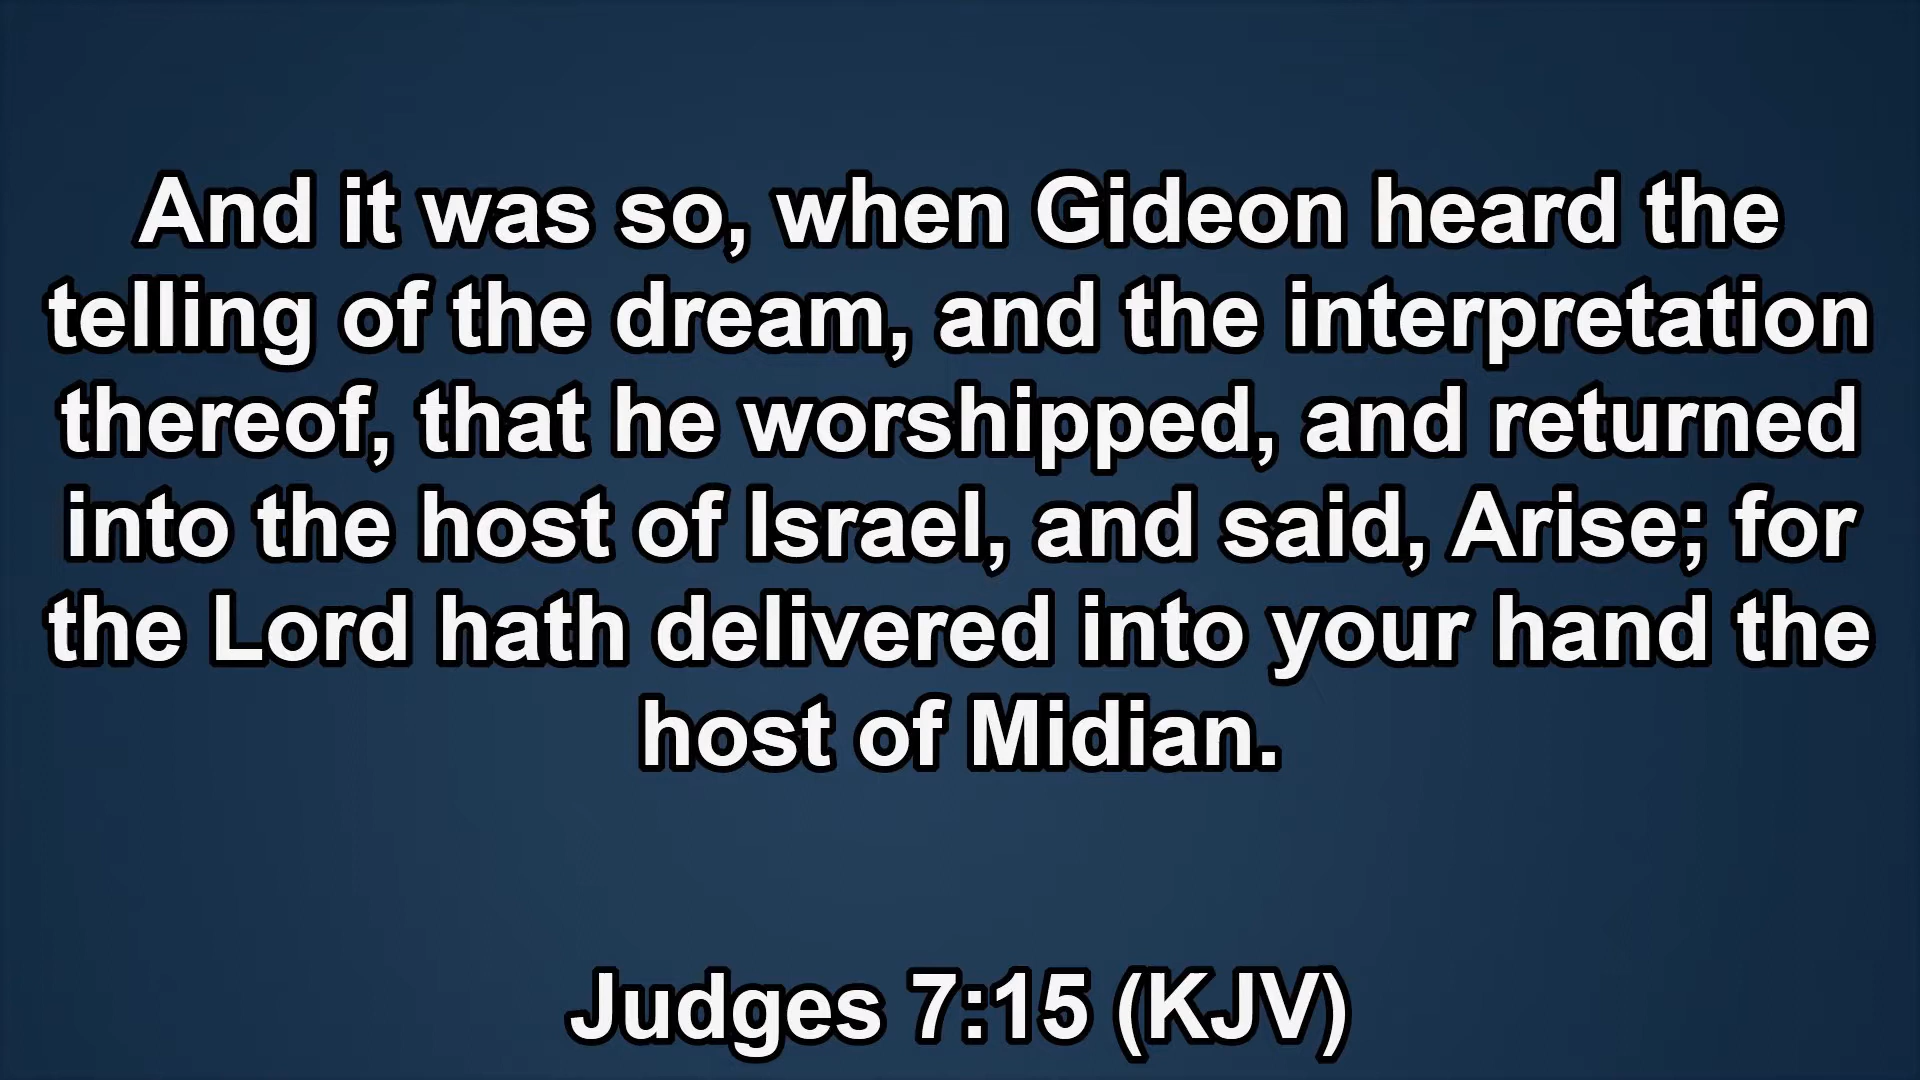 And it was so, when Gideon heard the
telling of the dream, and the interpretation
thereof, that he worshipped, and returned
into the host of Israel, and said, Arise; for
the Lord hath delivered into your hand the
host of Midian.
Judges 7:15 (KJV)